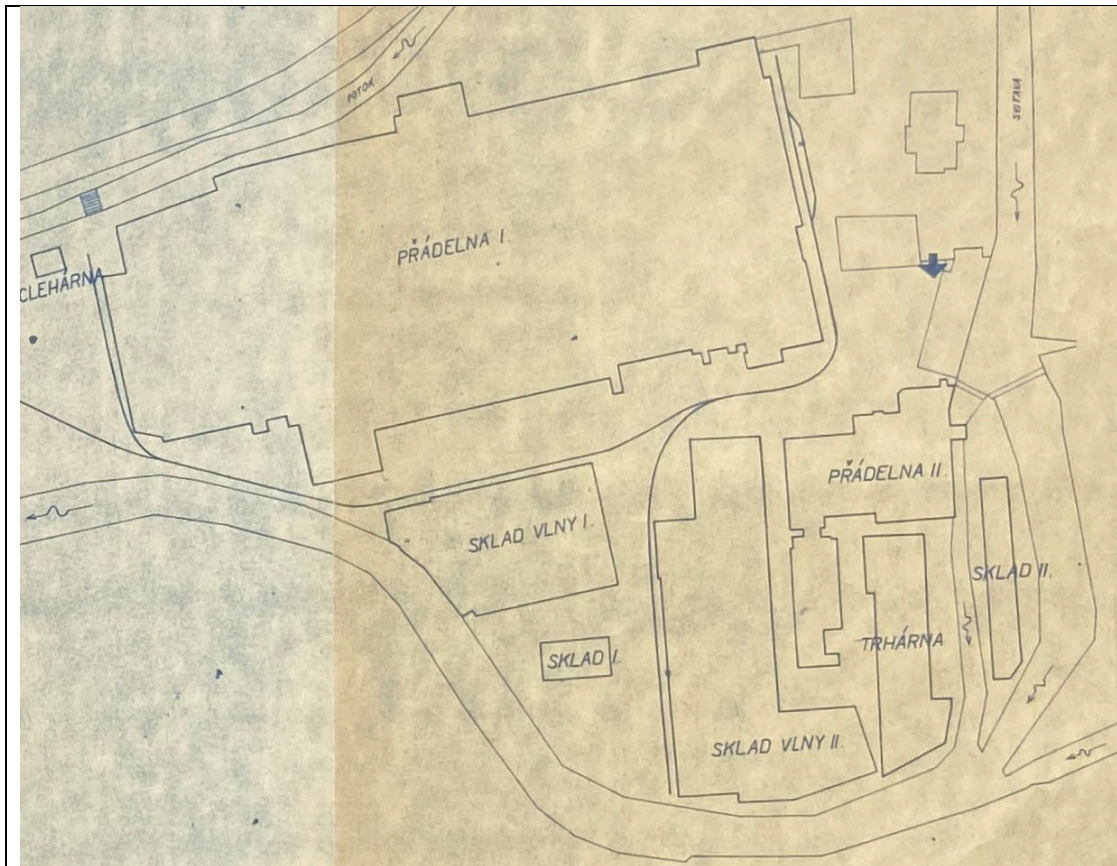 POTOK
SVITAVA
PŘÁDELNA I.
CLEHÁRNA
PŘÁDELNA II
SKLAD VLNY I.
SKLAD II.
TRHÁRNA
SKLAD I.
SKLAD VLNY II.